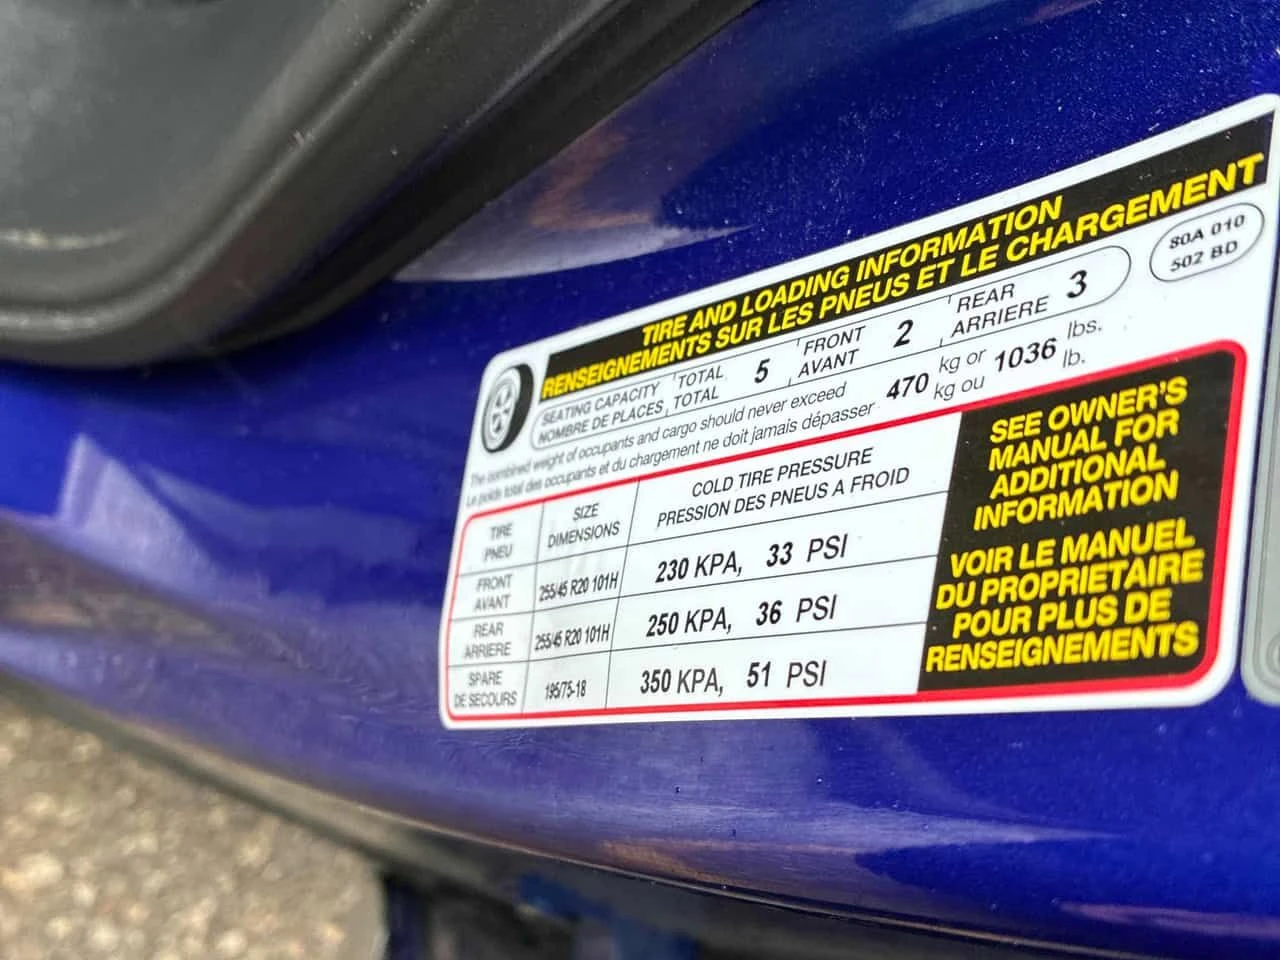 TIRE AND LOADING INFORMATION
RENSEIGNEMENTS SUR LES PNEUS ET LE CHARGEMENT
80A 010
502 BD
SEATING CAPACITY TOTAL 5 FRONT 2 REAR 3
NOMBRE DE PLACES TOTAL AVANT ARRIERE
The combined weight of occupants and cargo should never exceed 470 kg or 1036 lbs.
Le poids total des occupants et du chargement ne doit jamais dépasser kg ou lb.
TIRE SIZE COLD TIRE PRESSURE
PNEU DIMENSIONS PRESSION DES PNEUS A FROID
FRONT
AVANT 255/45 R20 101H 230 KPA, 33 PSI
REAR
ARRIERE 255/45 R20 101H 250 KPA, 36 PSI
SPARE
DE SECOURS 195/75-18 350 KPA, 51 PSI
SEE OWNER'S
MANUAL FOR
ADDITIONAL
INFORMATION
VOIR LE MANUEL
DU PROPRIETAIRE
POUR PLUS DE
RENSEIGNEMENTS